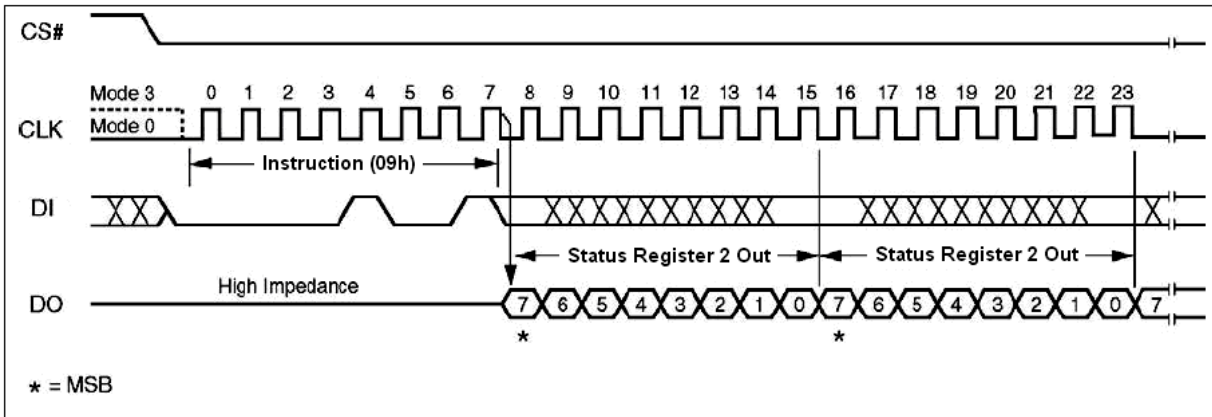 CS#
Mode 3
0 1 2 3 4 5 6 7 8 9 10 11 12 13 14 15 16 17 18 19 20 21 22 23
CLK
Mode 0
Instruction (09h)
DI
Status Register 2 Out
Status Register 2 Out
High Impedance
DO
7 6 5 4 3 2 1 0 7 6 5 4 3 2 1 0 7
* *
* = MSB